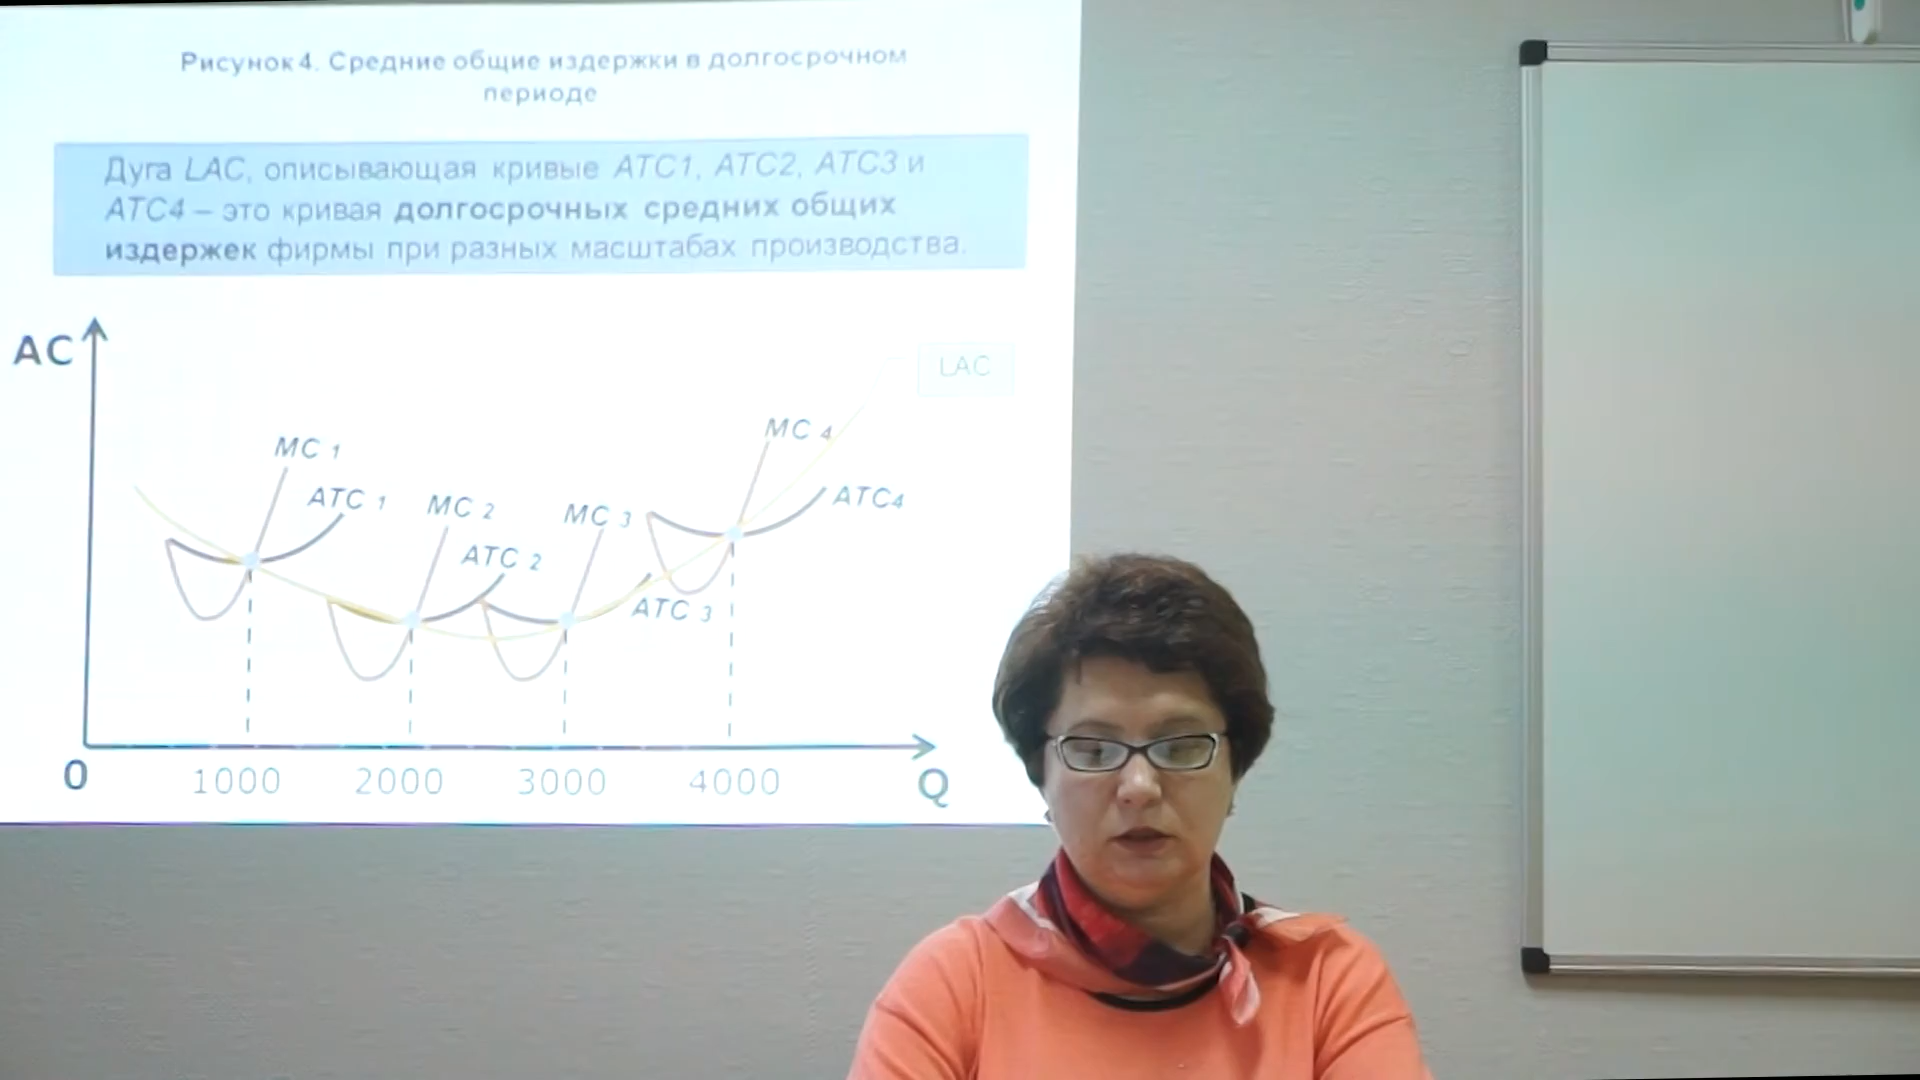 Рисунок 4. Средние общие издержки в долгосрочном
периоде
Дуга LAC, описывающая кривые ATC1, ATC2, ATC3 и
ATC4 – это кривая долгосрочных средних общих
издержек фирмы при разных масштабах производства.
AC
LAC
MC 4
MC 1
ATC 1
MC 2
MC 3
ATC4
ATC 2
ATC 3
0
1000
2000
3000
4000
Q